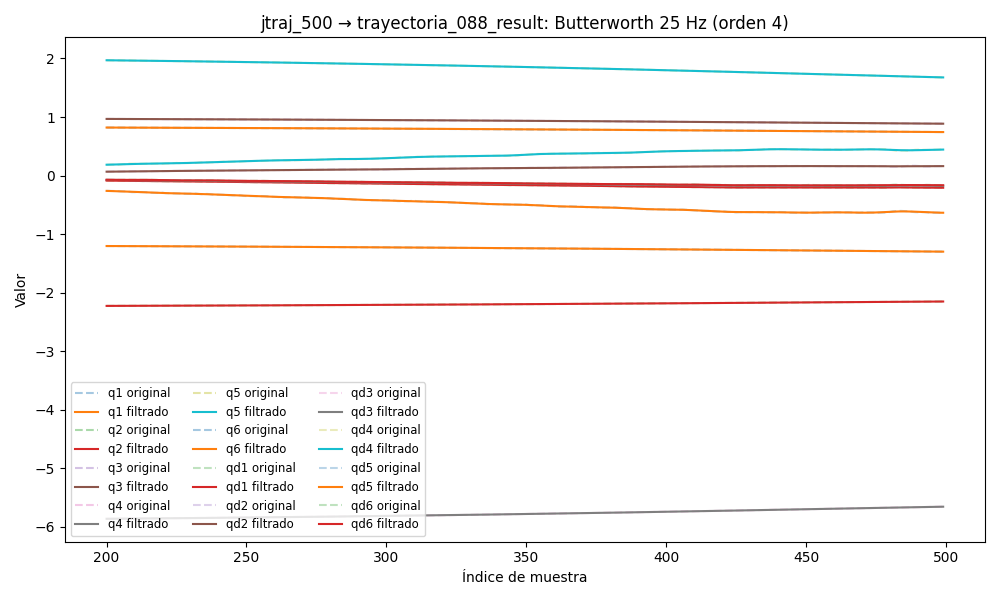 jtraj_500 → trayectoria_088_result: Butterworth 25 Hz (orden 4)
Valor
2
1
0
−1
−2
−3
−4
−5
−6
q1 original
q1 filtrado
q2 original
q2 filtrado
q3 original
q3 filtrado
q4 original
q4 filtrado
q5 original
q5 filtrado
q6 original
q6 filtrado
qd1 original
qd1 filtrado
qd2 original
qd2 filtrado
qd3 original
qd3 filtrado
qd4 original
qd4 filtrado
qd5 original
qd5 filtrado
qd6 original
qd6 filtrado
200
250
300
350
400
450
500
Índice de muestra